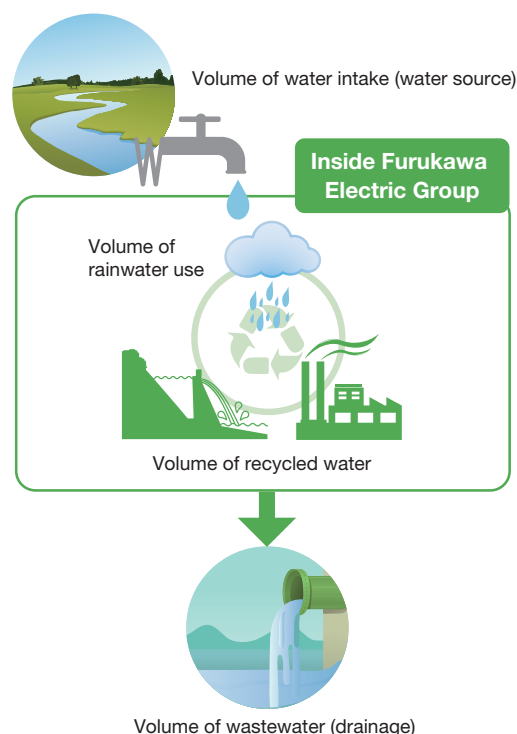 Volume of water intake (water source)
Inside Furukawa
Electric Group
Volume of
rainwater use
Volume of recycled water
Volume of wastewater (drainage)